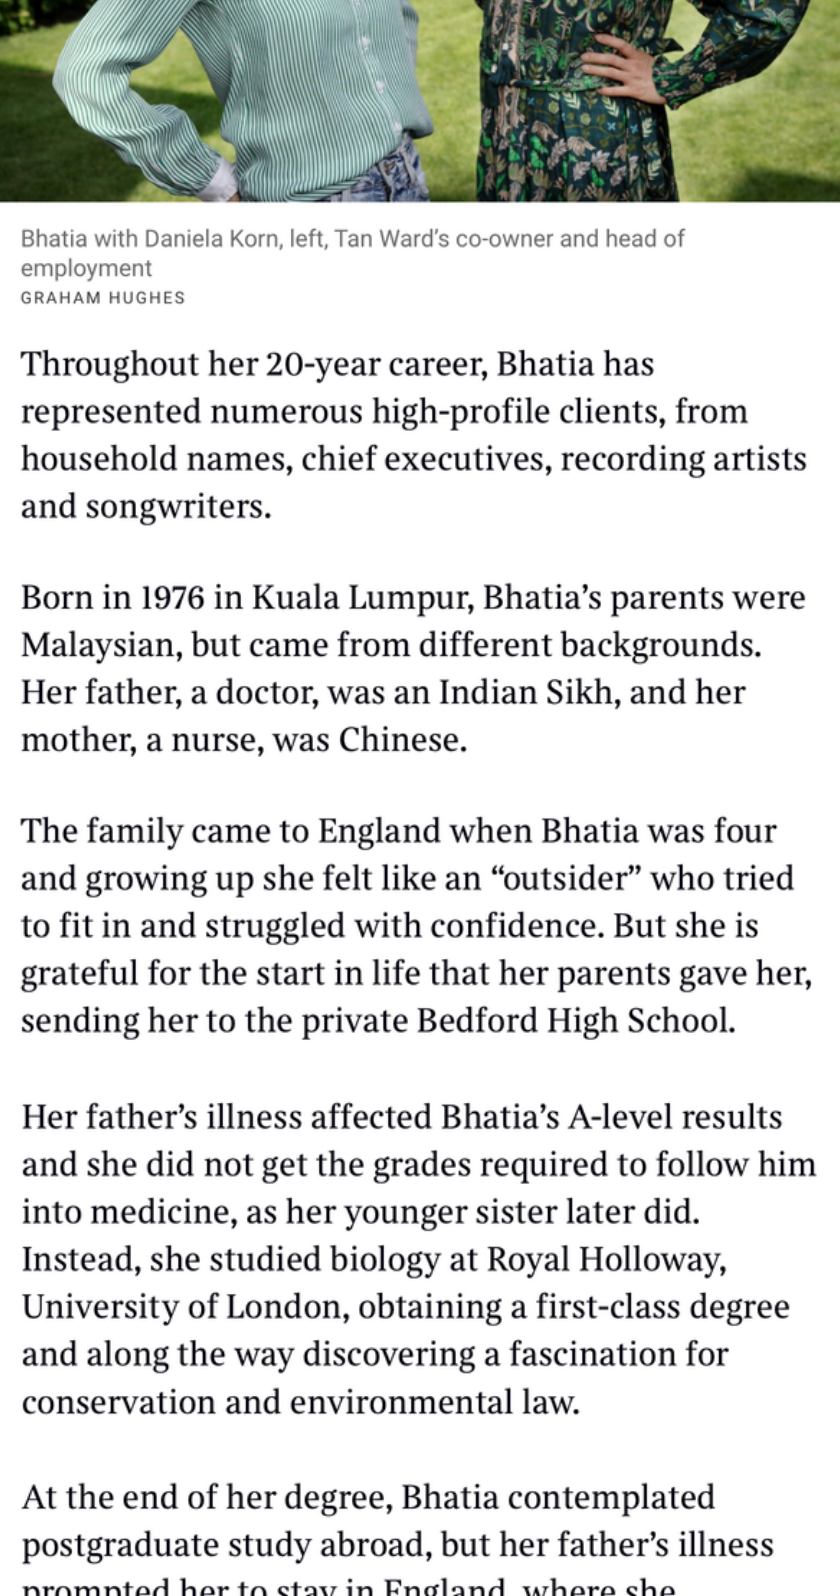 Bhatia with Daniela Korn, left, Tan Ward’s co-owner and head of
employment
GRAHAM HUGHES
Throughout her 20-year career, Bhatia has
represented numerous high-profile clients, from
household names, chief executives, recording artists
and songwriters.
Born in 1976 in Kuala Lumpur, Bhatia’s parents were
Malaysian, but came from different backgrounds.
Her father, a doctor, was an Indian Sikh, and her
mother, a nurse, was Chinese.
The family came to England when Bhatia was four
and growing up she felt like an “outsider” who tried
to fit in and struggled with confidence. But she is
grateful for the start in life that her parents gave her,
sending her to the private Bedford High School.
Her father’s illness affected Bhatia’s A-level results
and she did not get the grades required to follow him
into medicine, as her younger sister later did.
Instead, she studied biology at Royal Holloway,
University of London, obtaining a first-class degree
and along the way discovering a fascination for
conservation and environmental law.
At the end of her degree, Bhatia contemplated
postgraduate study abroad, but her father’s illness
prompted her to stay in England, where she